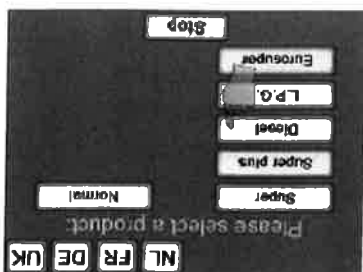 NL FR DE UK
Please select a product:
Super Normal
Super plus
Diesel
L.P.G.
Eurosuper
Stop